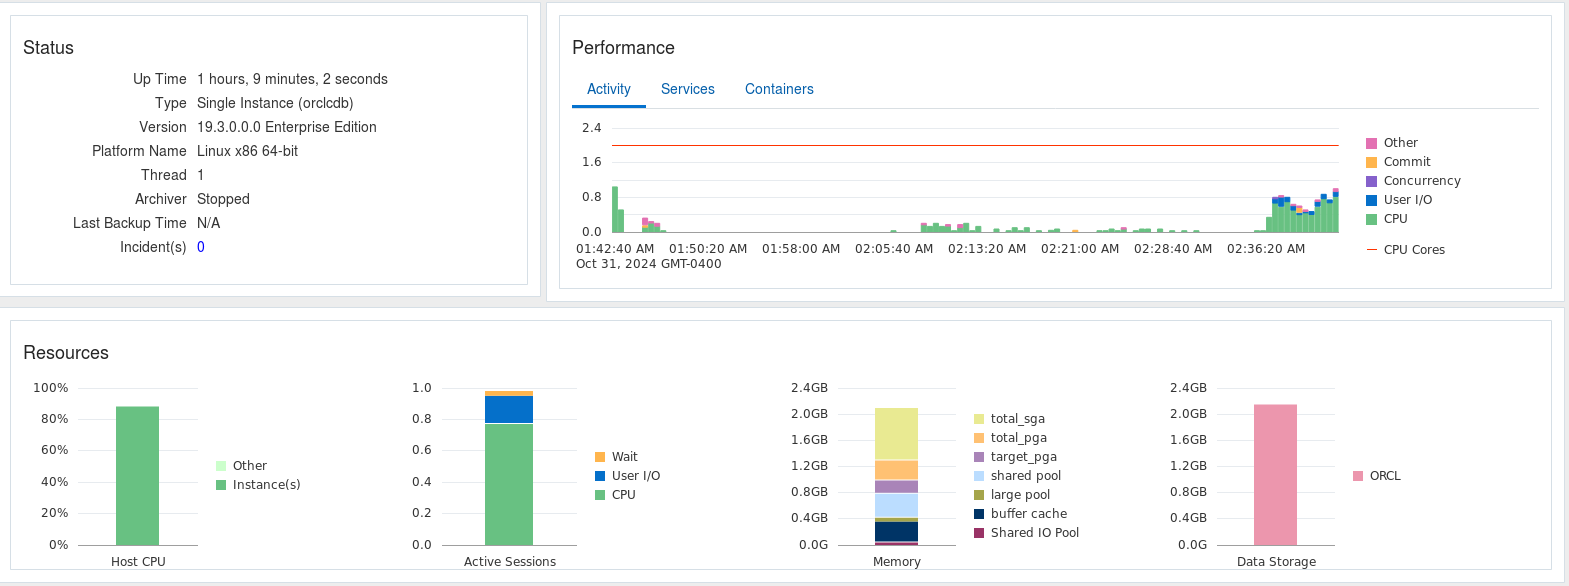 Status
Up Time 1 hours, 9 minutes, 2 seconds
Type Single Instance (orclcdb)
Version 19.3.0.0.0 Enterprise Edition
Platform Name Linux x86 64-bit
Thread 1
Archiver Stopped
Last Backup Time N/A
Incident(s) 0
Performance
Activity Services Containers
2.4
1.6
0.8
0.0
01:42:40 AM 01:50:20 AM 01:58:00 AM 02:05:40 AM 02:13:20 AM 02:21:00 AM 02:28:40 AM 02:36:20 AM
Oct 31, 2024 GMT-0400
Other
Commit
Concurrency
User I/O
CPU
CPU Cores
Resources
100%
80%
60%
40%
20%
0%
Host CPU
Other
Instance(s)
1.0
0.8
0.6
0.4
0.2
0.0
Active Sessions
Wait
User I/O
CPU
2.4GB
2.0GB
1.6GB
1.2GB
0.8GB
0.4GB
0.0G
Memory
total_sga
total_pga
target_pga
shared pool
large pool
buffer cache
Shared IO Pool
2.4GB
2.0GB
1.6GB
1.2GB
0.8GB
0.4GB
0.0G
Data Storage
ORCL